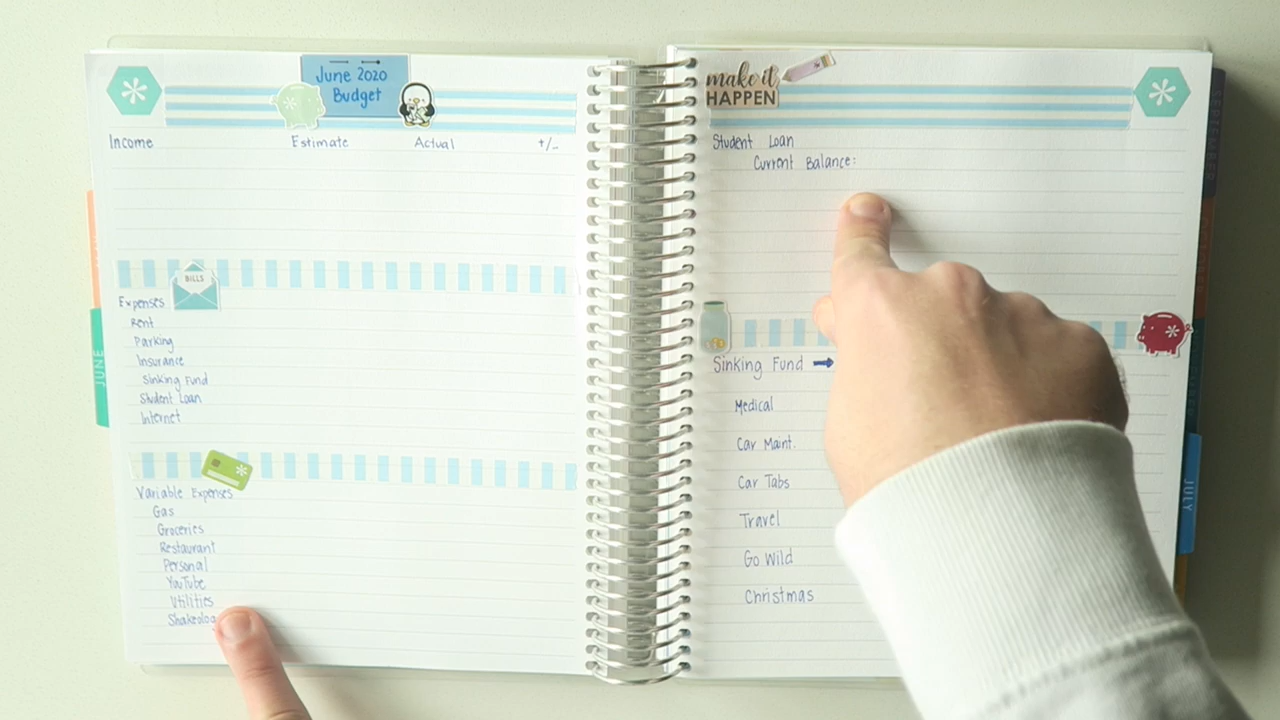 June 2020
Budget
Income Estimate Actual +/-
BILLS
Expenses
Rent
Parking
Insurance
Sinking Fund
Student Loan
Internet
Variable Expenses
Gas
Groceries
Restaurant
Personal
YouTube
Utilities
JUNE
make it
HAPPEN
Student Loan
Current Balance:
Sinking Fund →
Medical
Car Maint.
Car Tabs
Travel
Go Wild
Christmas
JULY